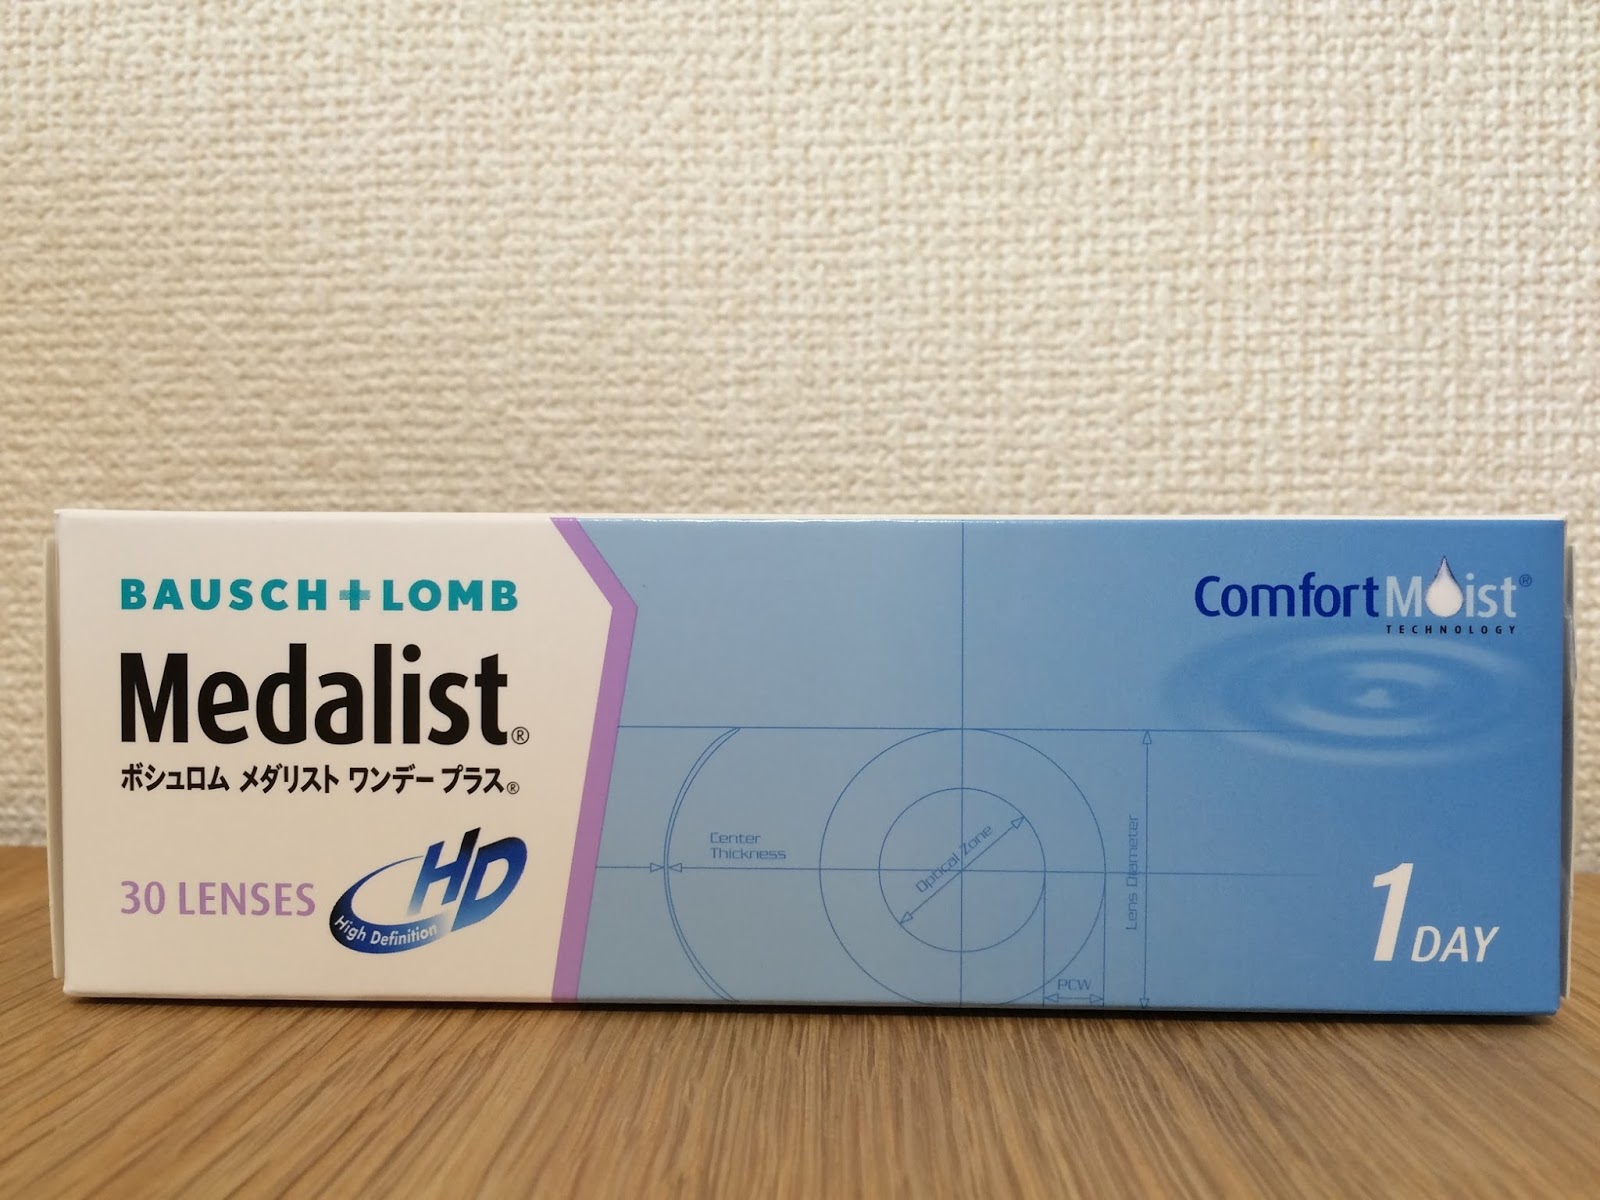 BAUSCH+LOMB
Medalist®
ボシュロム メダリスト ワンデー プラス®
30 LENSES
HD
High Definition
Center
Thickness
Optical Zone
Lens Diameter
PCW
ComfortMoist®
TECHNOLOGY
1 DAY